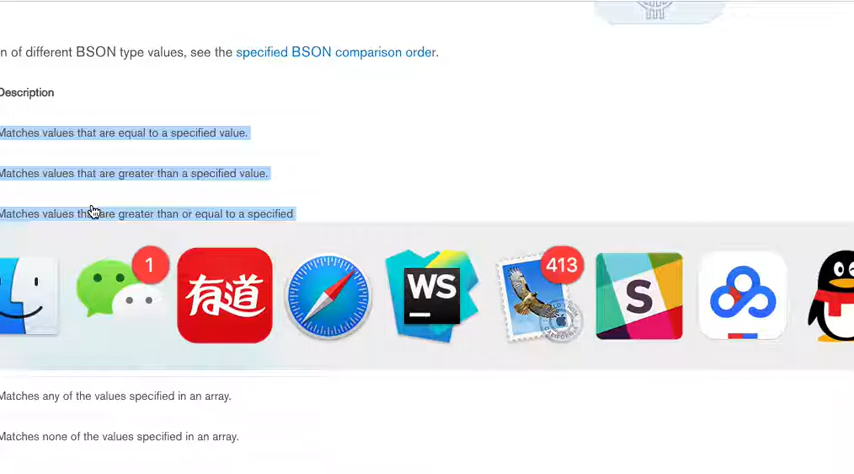 n of different BSON type values, see the specified BSON comparison order.
Description
Matches values that are equal to a specified value.
Matches values that are greater than a specified value.
Matches values that are greater than or equal to a specified
1
有道
WS
413
S
Matches any of the values specified in an array.
Matches none of the values specified in an array.